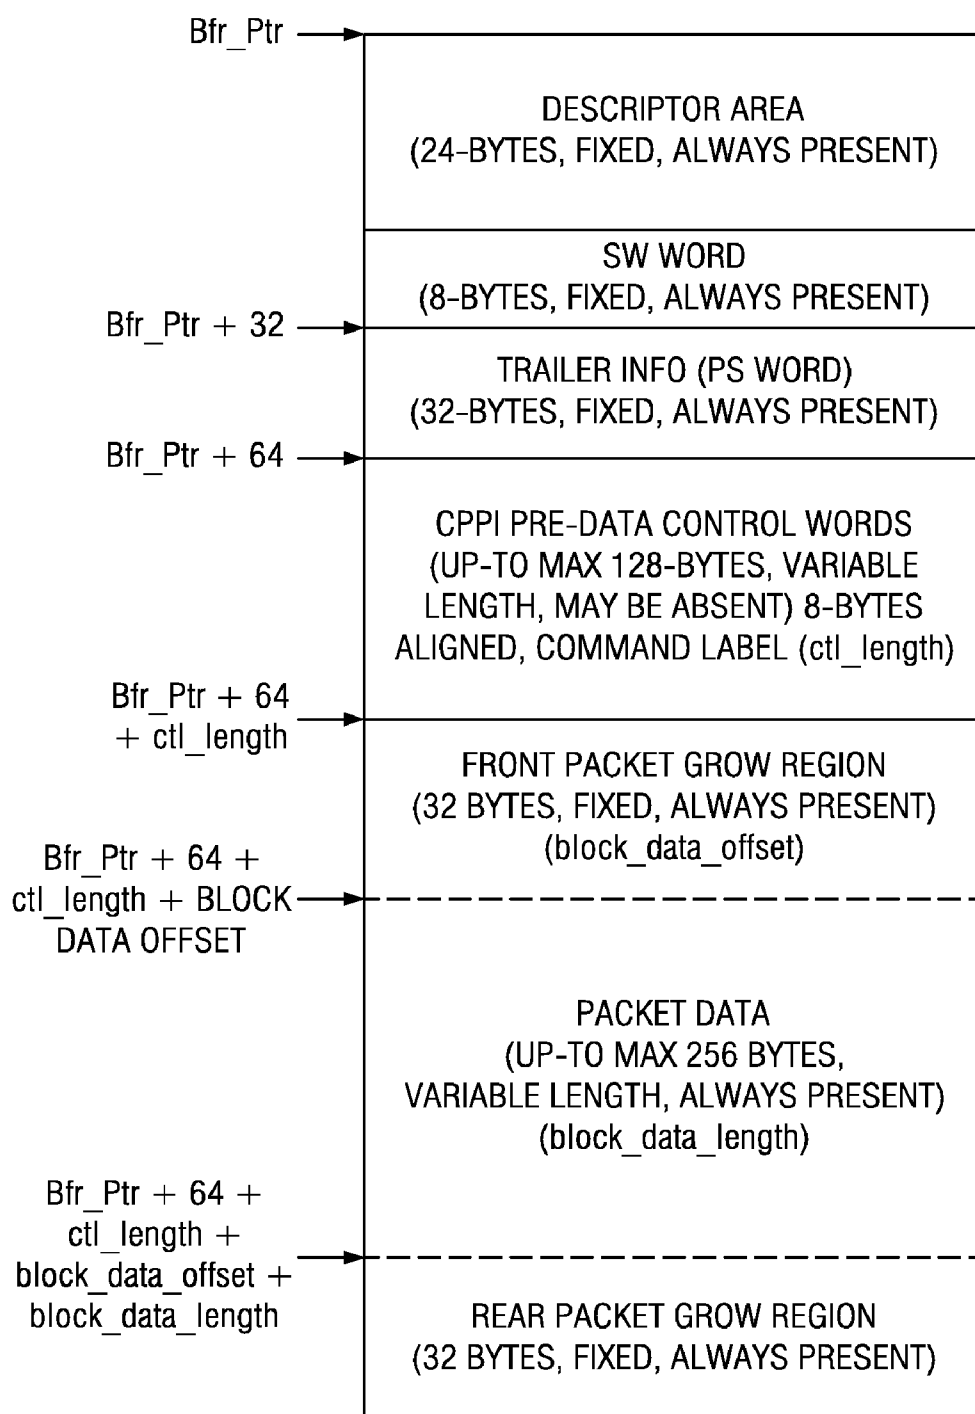 Bfr_Ptr
DESCRIPTOR AREA
(24-BYTES, FIXED, ALWAYS PRESENT)
SW WORD
(8-BYTES, FIXED, ALWAYS PRESENT)
Bfr_Ptr + 32
TRAILER INFO (PS WORD)
(32-BYTES, FIXED, ALWAYS PRESENT)
Bfr_Ptr + 64
CPPI PRE-DATA CONTROL WORDS
(UP-TO MAX 128-BYTES, VARIABLE
LENGTH, MAY BE ABSENT) 8-BYTES
ALIGNED, COMMAND LABEL (ctl_length)
Bfr_Ptr + 64
+ ctl_length
FRONT PACKET GROW REGION
(32 BYTES, FIXED, ALWAYS PRESENT)
(block_data_offset)
Bfr_Ptr + 64 +
ctl_length + BLOCK
DATA OFFSET
PACKET DATA
(UP-TO MAX 256 BYTES,
VARIABLE LENGTH, ALWAYS PRESENT)
(block_data_length)
Bfr_Ptr + 64 +
ctl_length +
block_data_offset +
block_data_length
REAR PACKET GROW REGION
(32 BYTES, FIXED, ALWAYS PRESENT)